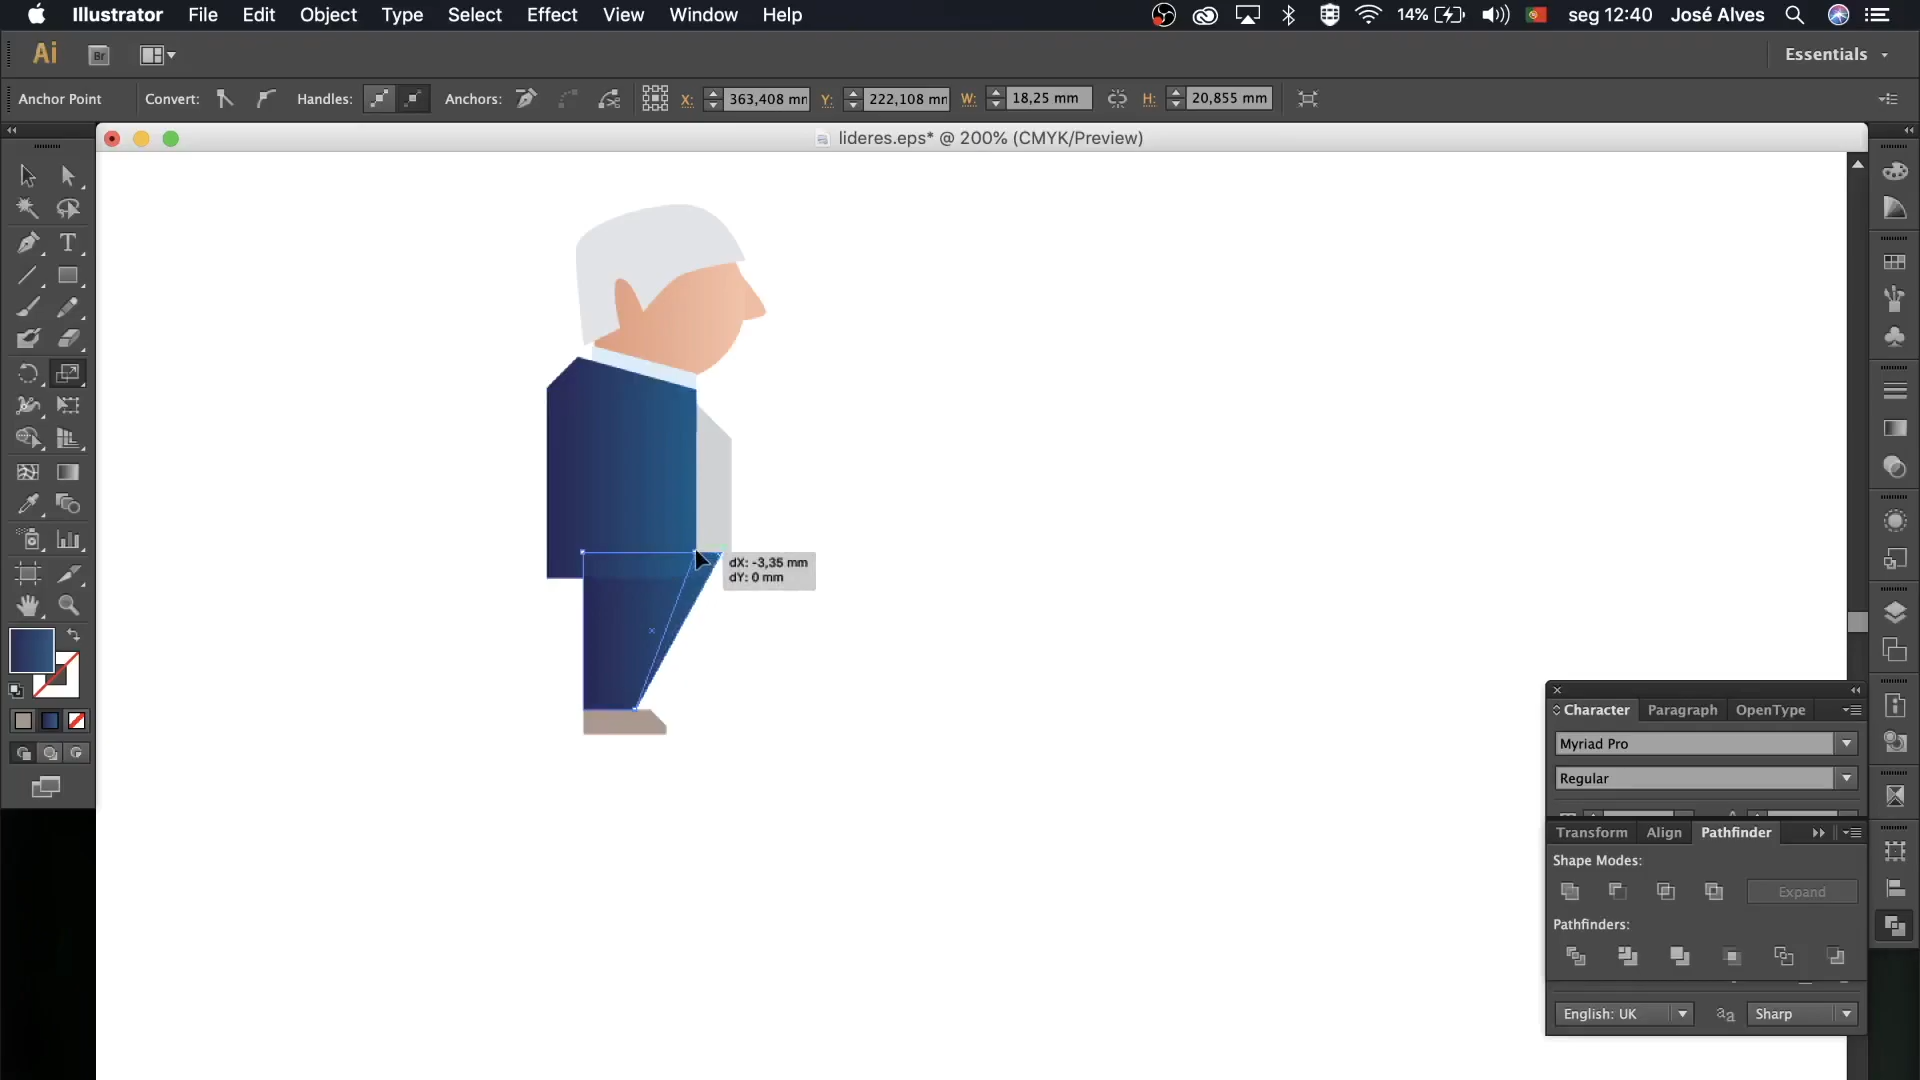 Illustrator File Edit Object Type Select Effect View Window Help 14% seg 12:40 José Alves
Ai Br Essentials
Anchor Point Convert: Handles: Anchors: X: 363,408 mm Y: 222,108 mm W: 18,25 mm H: 20,855 mm
lideres.eps* @ 200% (CMYK/Preview)
T
dX: -3,35 mm
dY: 0 mm
Character Paragraph OpenType
Myriad Pro
Regular
Transform Align Pathfinder
Shape Modes:
Expand
Pathfinders:
English: UK aa Sharp